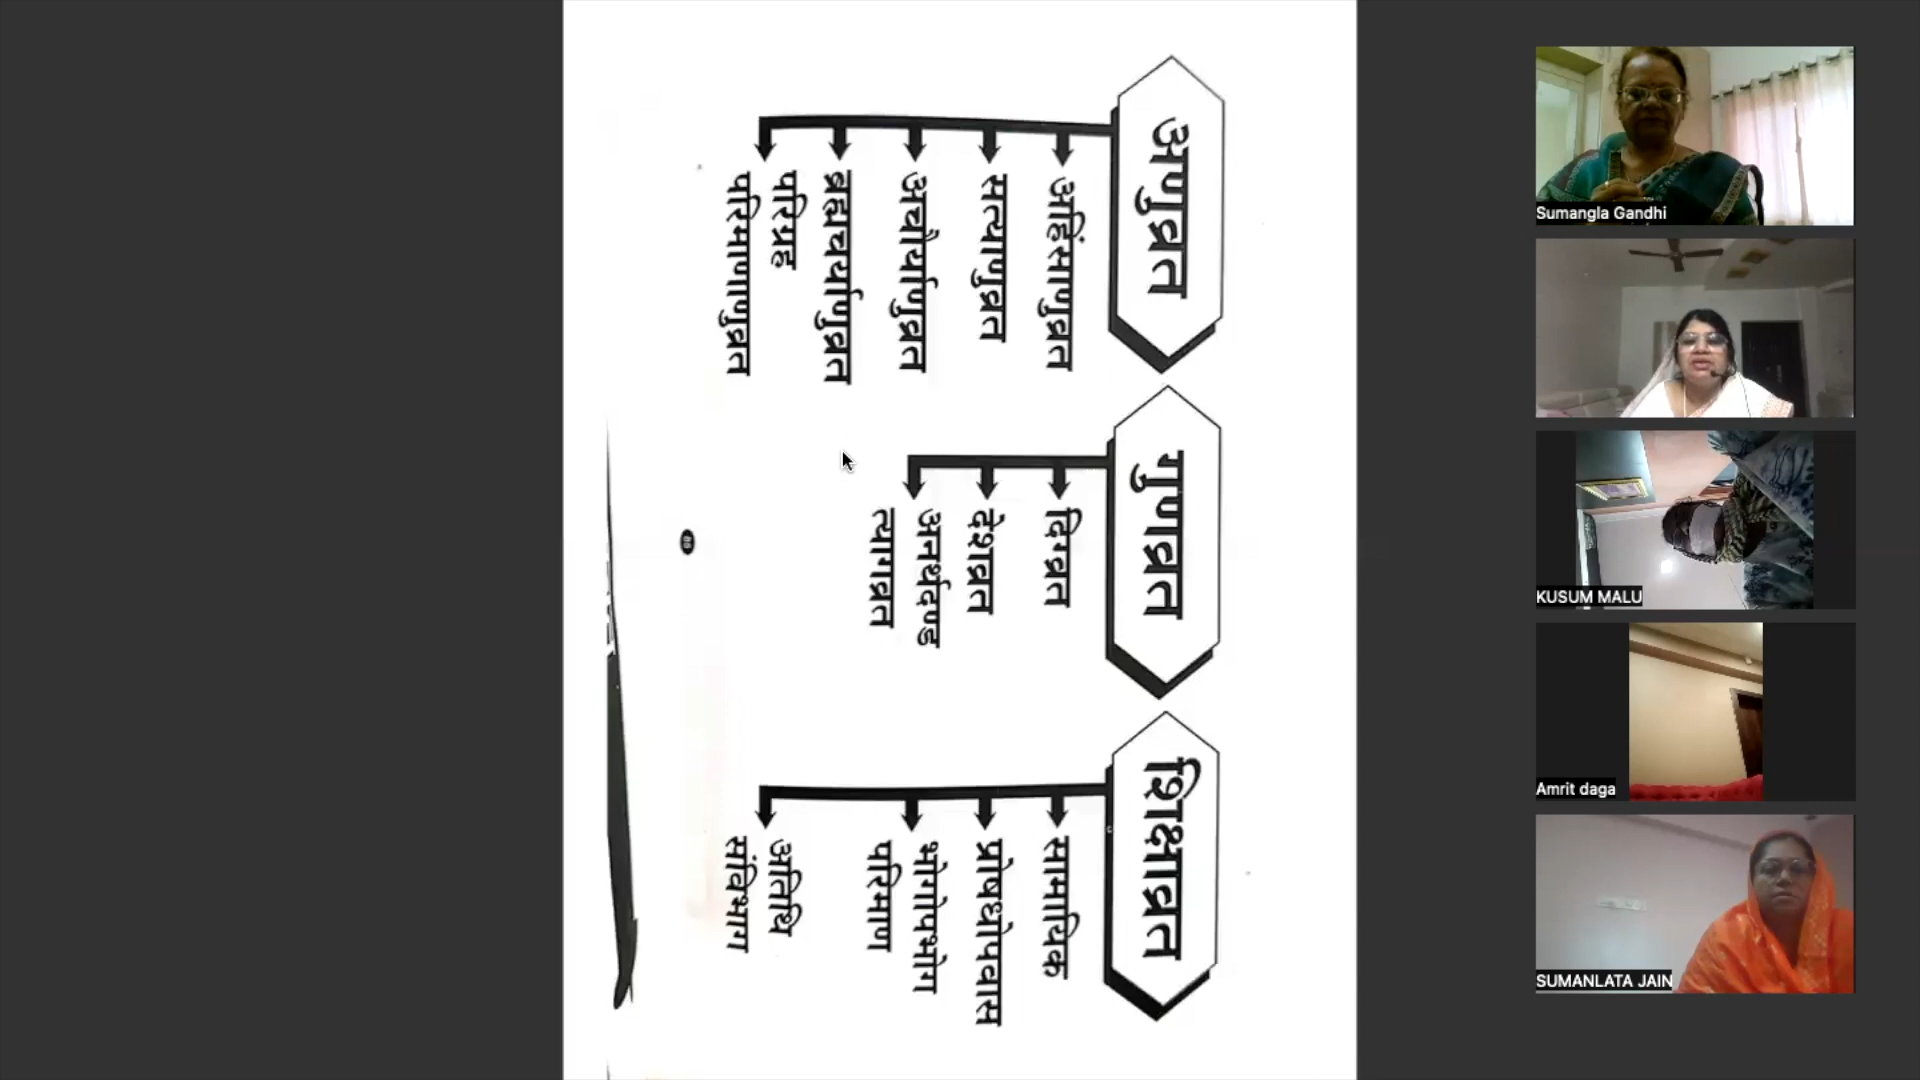 अणुव्रत
अहिंसाणुव्रत
सत्याणुव्रत
अचौर्याणुव्रत
ब्रह्मचर्याणुव्रत
परिग्रह
परिमाणाणुव्रत
गुणव्रत
दिग्व्रत
देशव्रत
अनर्थदण्ड
त्यागव्रत
शिक्षाव्रत
सामायिक
प्रोषधोपवास
भोगोपभोग
परिमाण
अतिथि
संविभाग
Sumangla Gandhi
KUSUM MALU
Amrit daga
SUMANLATA JAIN